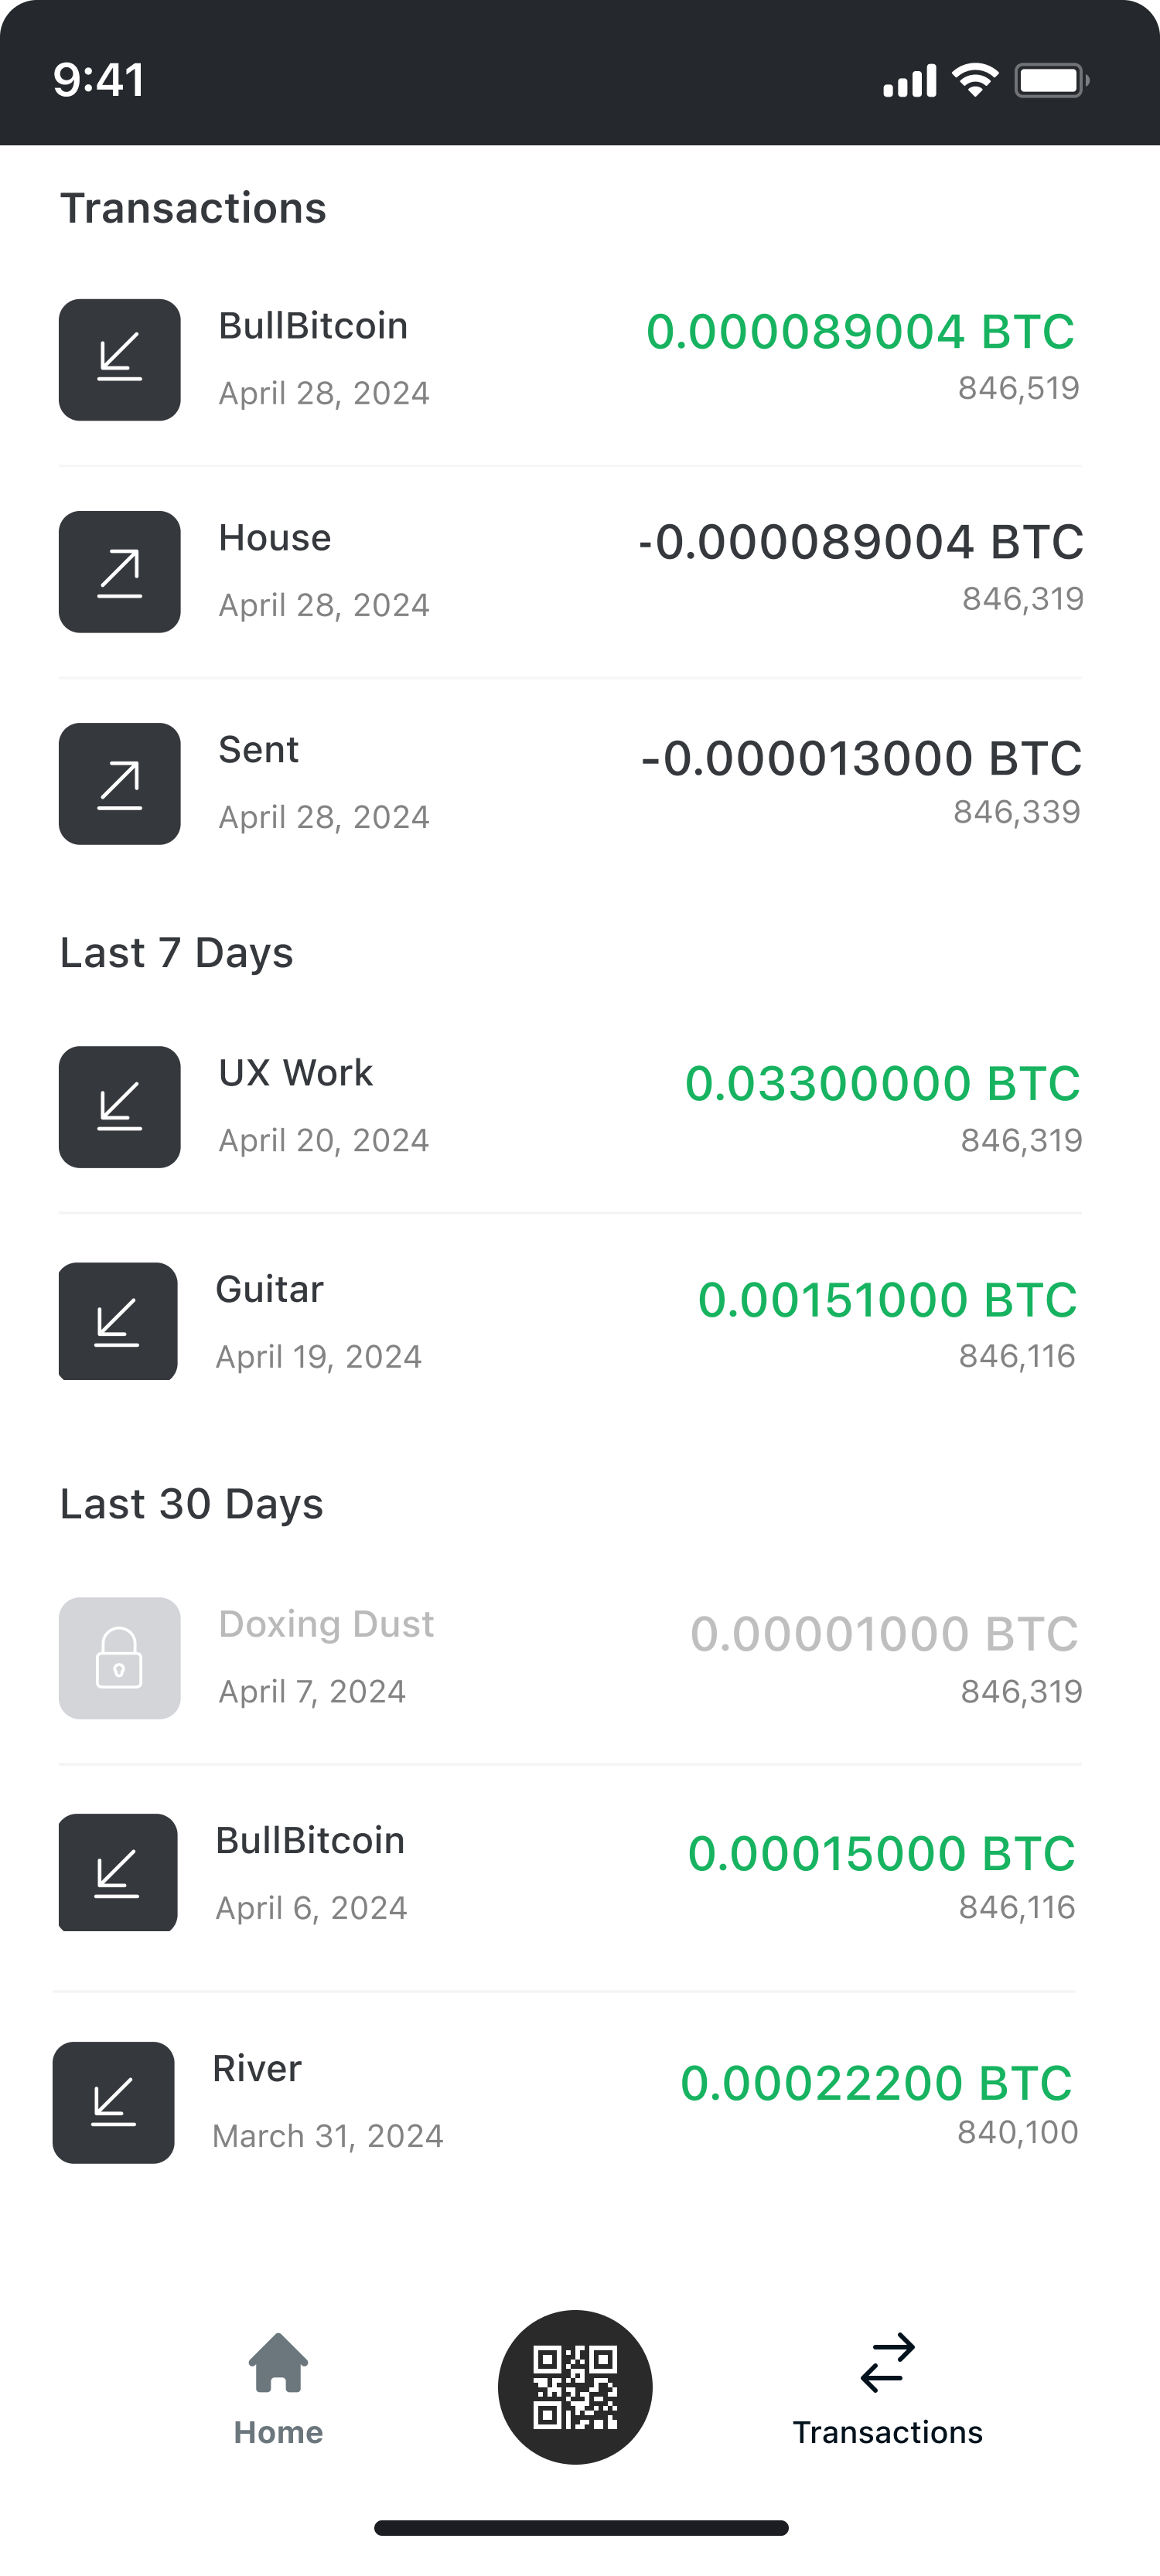 9:41
Transactions
BullBitcoin
0.000089004 BTC
April 28, 2024
846,519
House
-0.000089004 BTC
April 28, 2024
846,319
Sent
-0.000013000 BTC
April 28, 2024
846,339
Last 7 Days
UX Work
0.03300000 BTC
April 20, 2024
846,319
Guitar
0.00151000 BTC
April 19, 2024
846,116
Last 30 Days
Doxing Dust
0.00001000 BTC
April 7, 2024
846,319
BullBitcoin
0.00015000 BTC
April 6, 2024
846,116
River
0.00022200 BTC
March 31, 2024
840,100
Home
Transactions